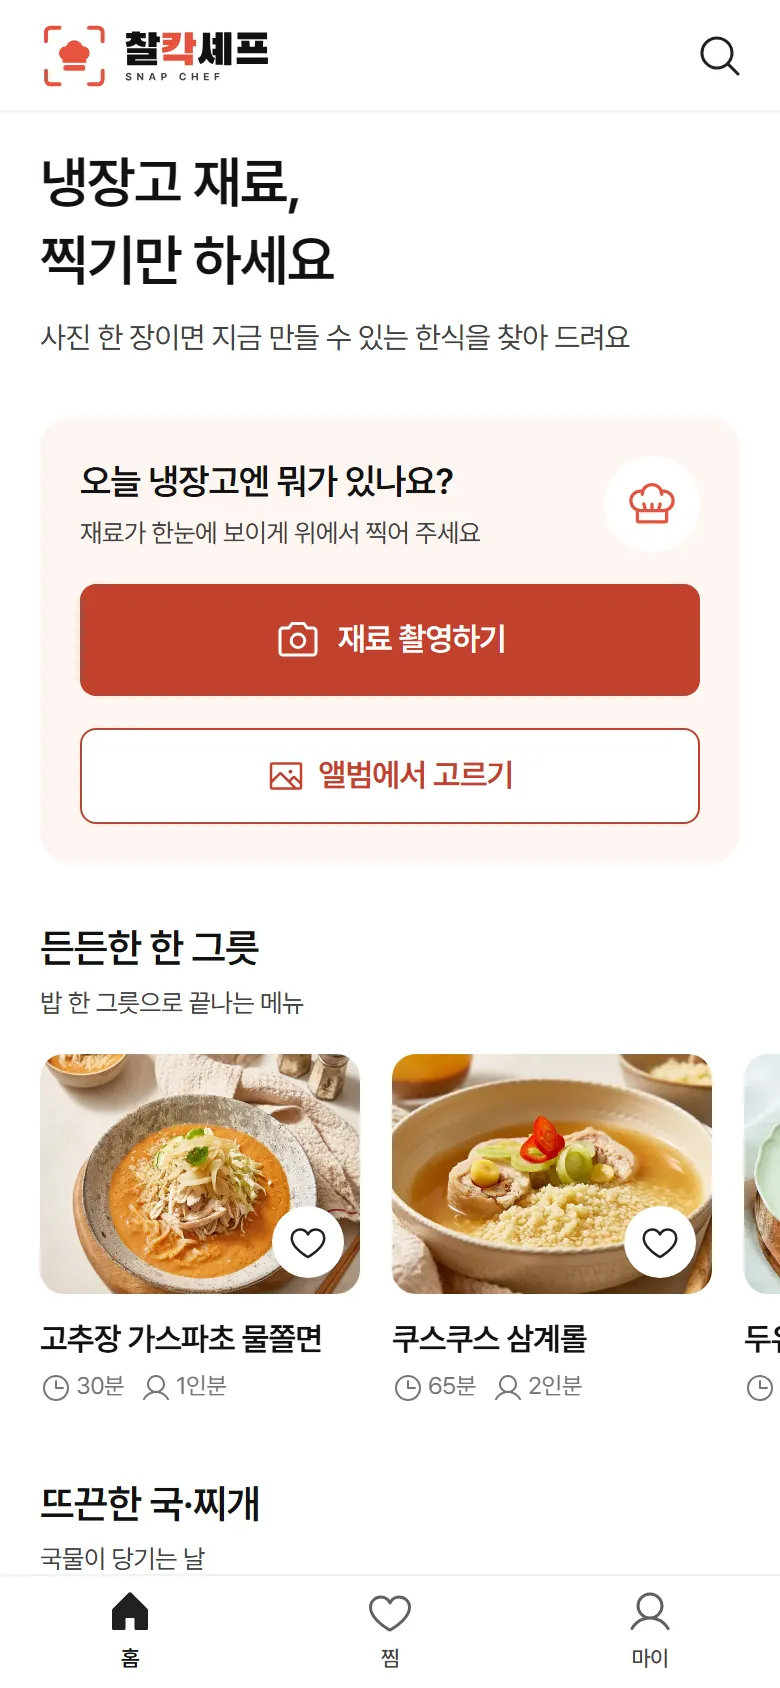 찰칵셰프
SNAP CHEF
냉장고 재료,
찍기만 하세요
사진 한 장이면 지금 만들 수 있는 한식을 찾아 드려요
오늘 냉장고엔 뭐가 있나요?
재료가 한눈에 보이게 위에서 찍어 주세요
재료 촬영하기
앨범에서 고르기
든든한 한 그릇
밥 한 그릇으로 끝나는 메뉴
고추장 가스파초 물쫄면
쿠스쿠스 삼계롤
30분 1인분
65분 2인분
뜨끈한 국·찌개
국물이 당기는 날
홈
찜
마이